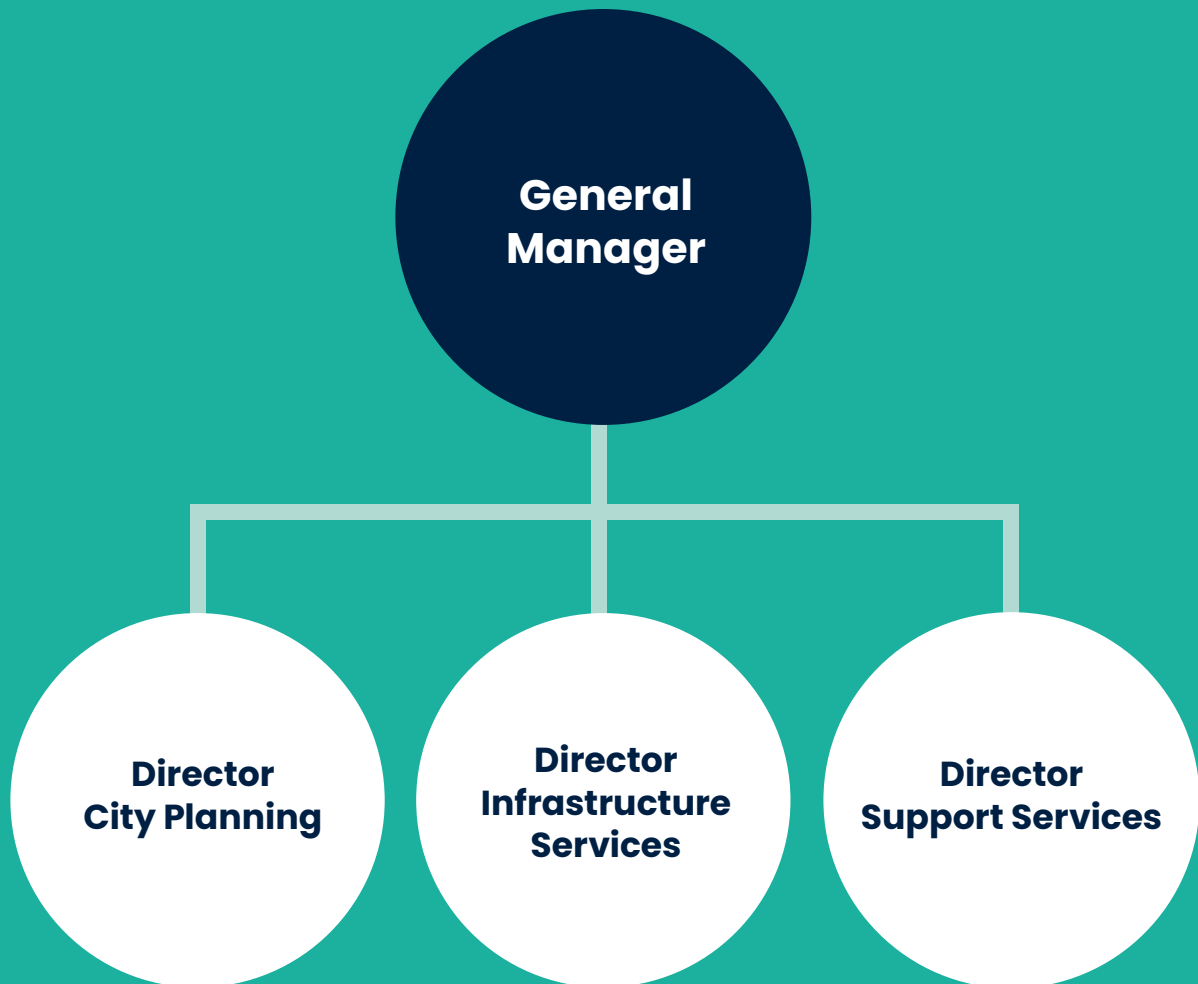 General
Manager
Director
City Planning
Director
Infrastructure
Services
Director
Support Services